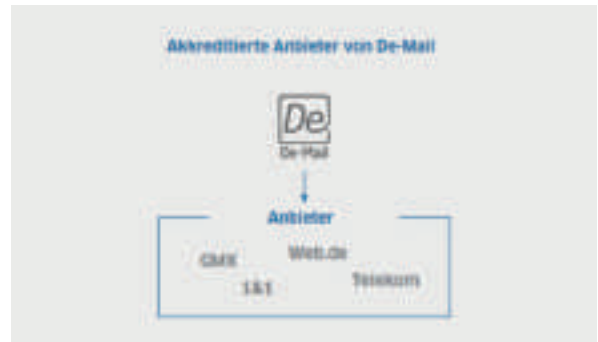 Akkreditierte Anbieter von De-Mail
De
De-Mail
Anbieter
GMX
Web.de
1&1
Telekom